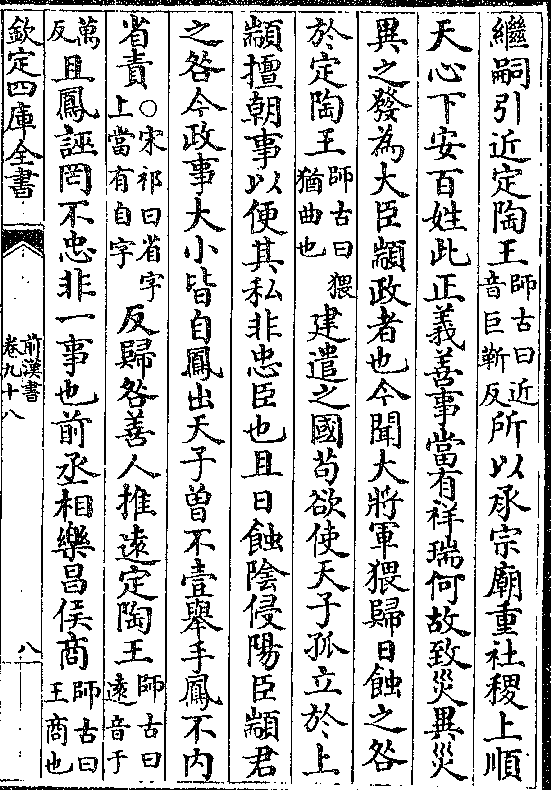 繼嗣引近定陶王師古曰近音巨靳反所以承宗廟重社稷上順
天心下安百姓此正義善事當有祥瑞何故致災異災
異之發為大臣顓政者也今聞大將軍猥歸日蝕之咎
於定陶王師古曰猥猶曲也建遣之國苟欲使天子孤立於上
顓擅朝事以便其私非忠臣也且日蝕陰侵陽臣顓君
之咎今政事大小皆自鳳出天子曾不壹舉手鳳不内
省責○宋祁曰省字上當有自字反歸咎善人推遠定陶王師古曰遠音于
萬反且鳳誣罔不忠非一事也前丞相樂昌侯商師古曰王商也
欽定四庫全書
前漢書
卷九十八
八